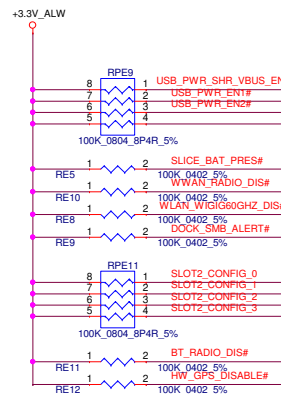 +3.3V_ALW
RPE9
8 1 USB_PWR_SHR_VBUS_EN
7 2 USB_PWR_EN1#
6 3 USB_PWR_EN2#
5 4
100K_0804_8P4R_5%
1 2 SLICE_BAT_PRES#
RE5 100K_0402_5%
1 2 WWAN_RADIO_DIS#
RE10 100K_0402_5%
1 2 WLAN_WIGIG60GHZ_DIS#
RE8 100K_0402_5%
1 2 DOCK_SMB_ALERT#
RE9 100K_0402_5%
RPE11
8 1 SLOT2_CONFIG_0
7 2 SLOT2_CONFIG_1
6 3 SLOT2_CONFIG_2
5 4 SLOT2_CONFIG_3
100K_0804_8P4R_5%
1 2 BT_RADIO_DIS#
RE11 100K_0402_5%
1 2 HW_GPS_DISABLE#
RE12 100K_0402_5%